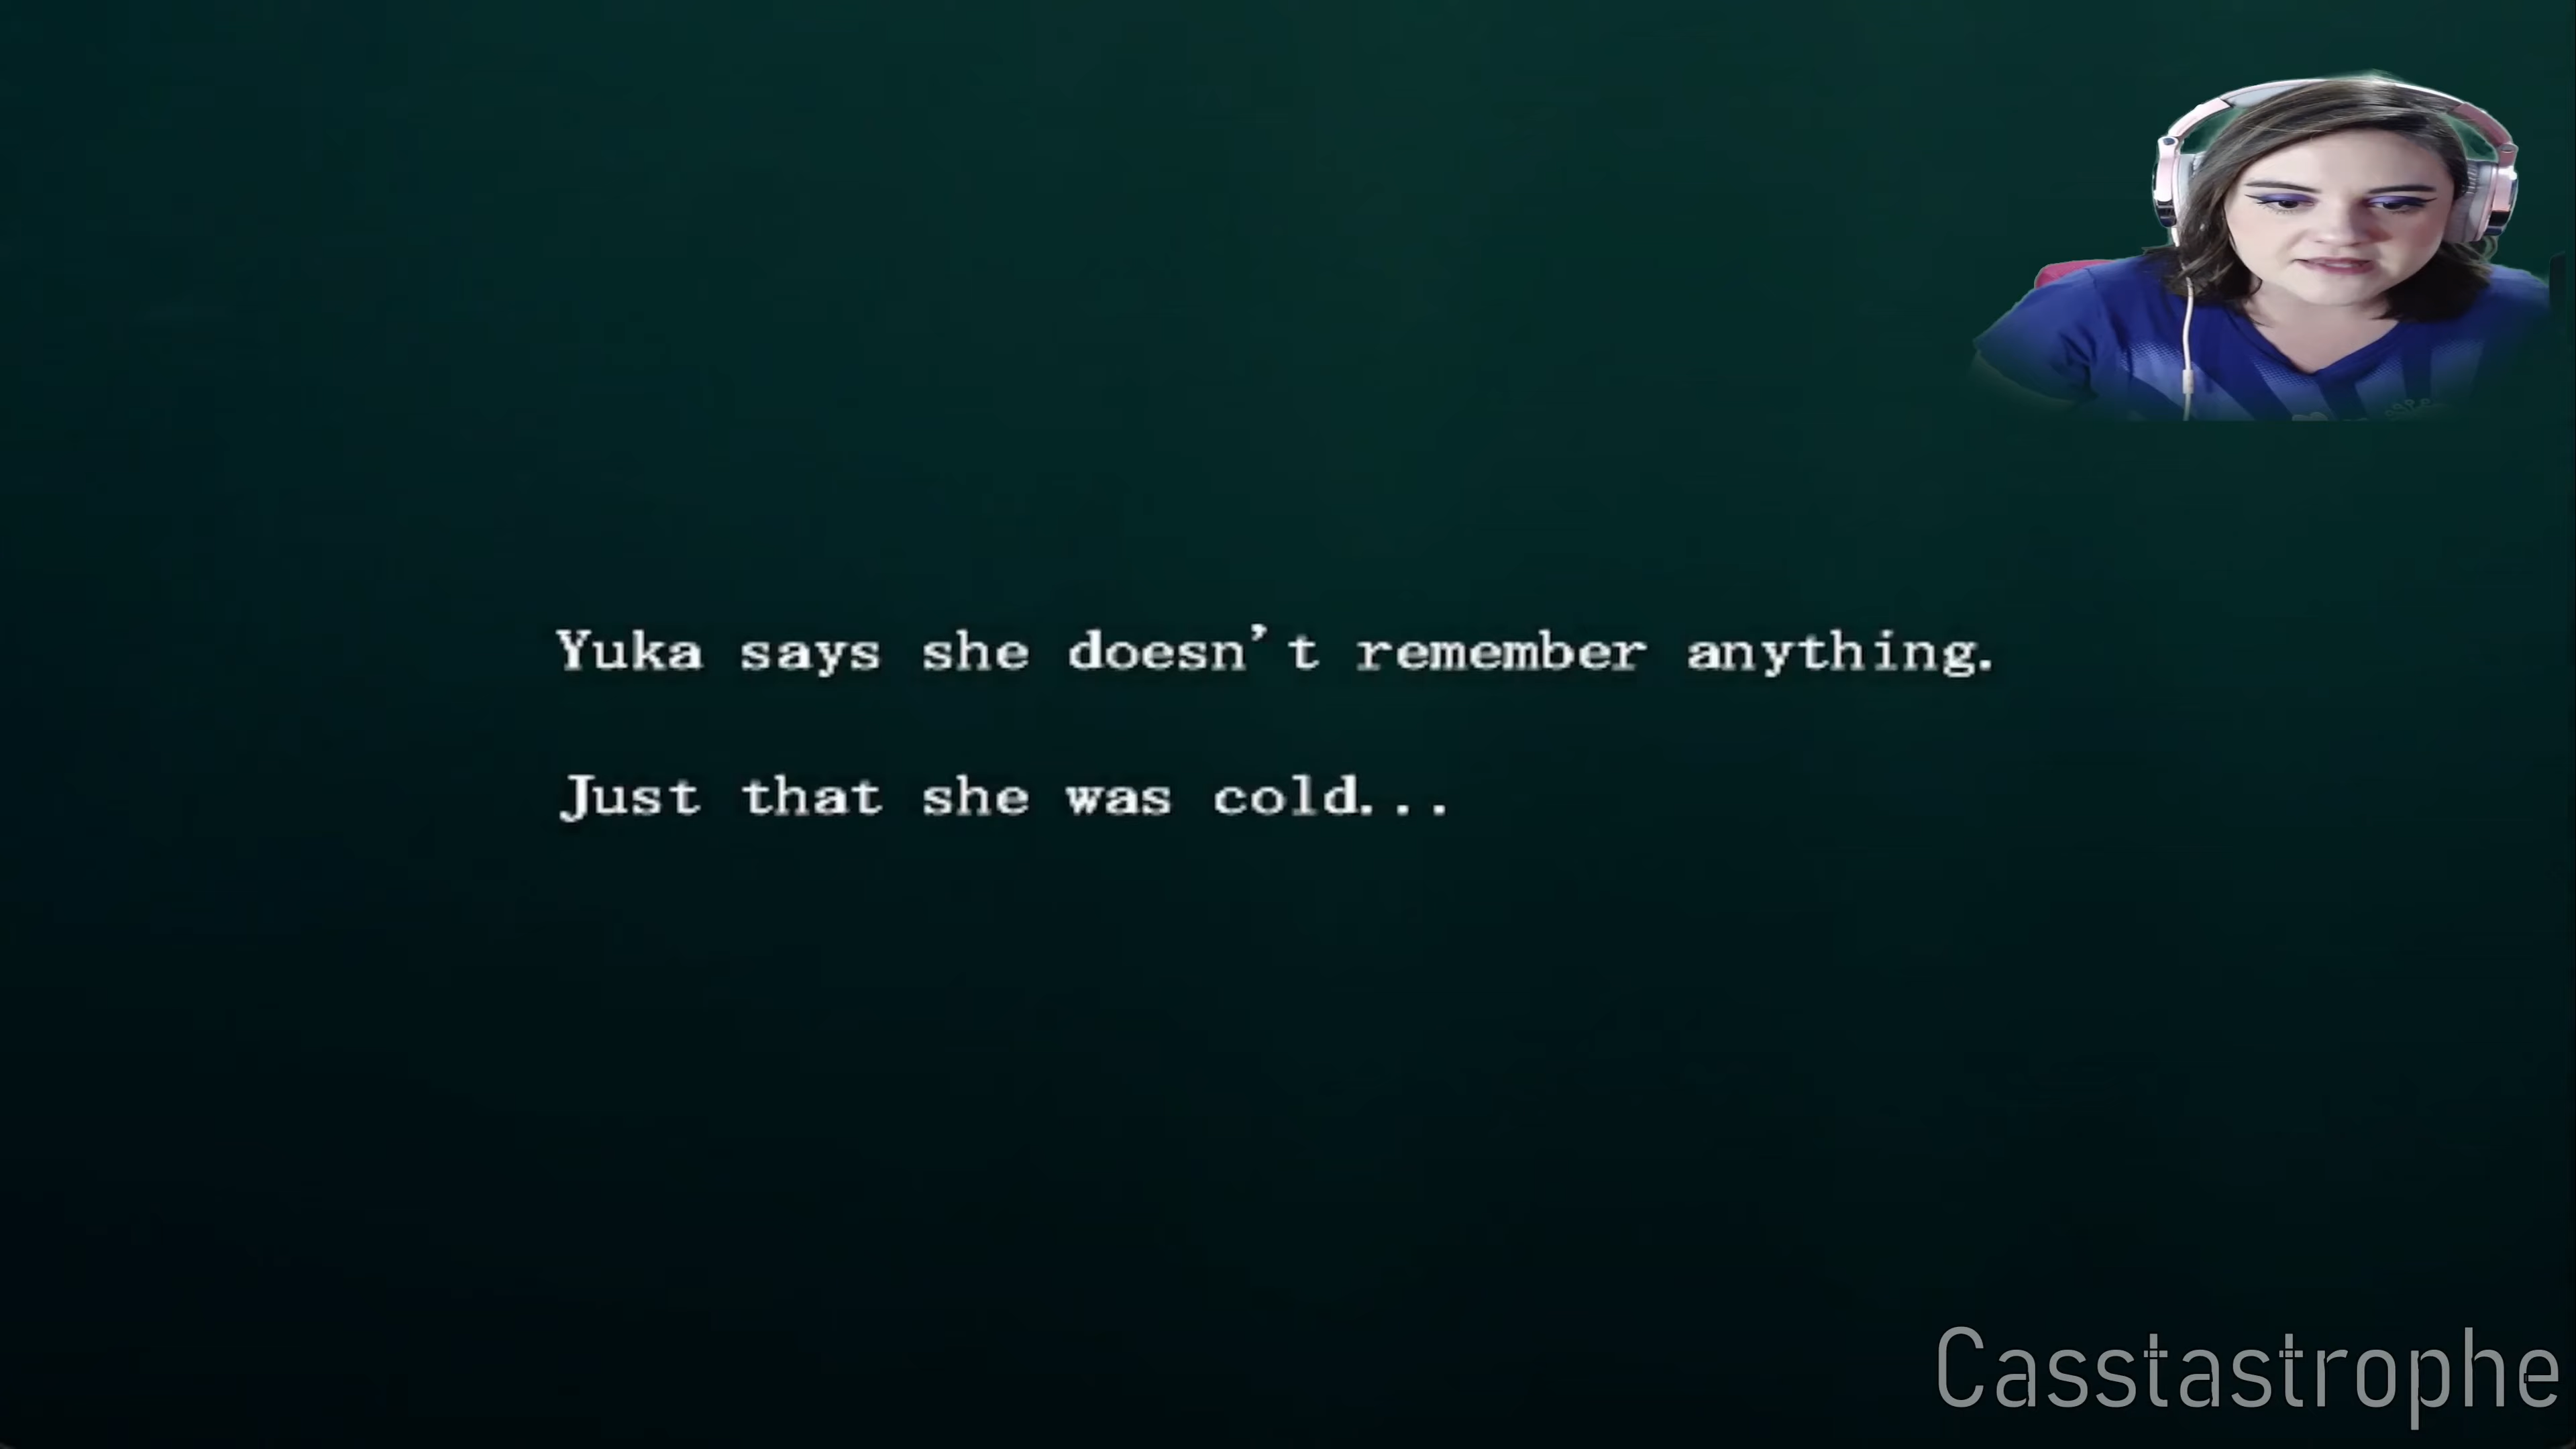 Yuka says she doesn't remember anything.
Just that she was cold...
Casstastrophe